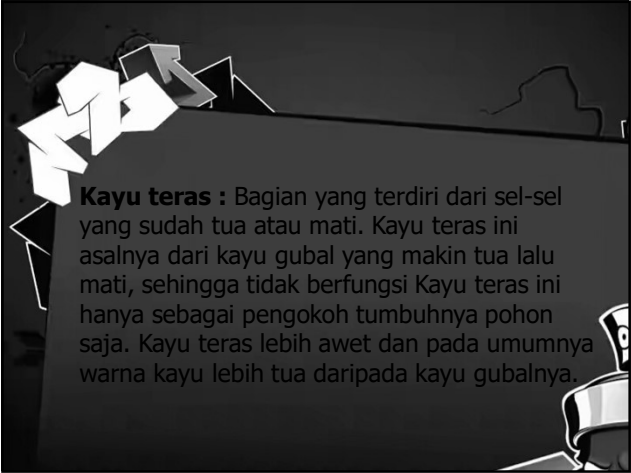 Kayu teras : Bagian yang terdiri dari sel-sel
yang sudah tua atau mati. Kayu teras ini
asalnya dari kayu gubal yang makin tua lalu
mati, sehingga tidak berfungsi Kayu teras ini
hanya sebagai pengokoh tumbuhnya pohon
saja. Kayu teras lebih awet dan pada umumnya
warna kayu lebih tua daripada kayu gubalnya.